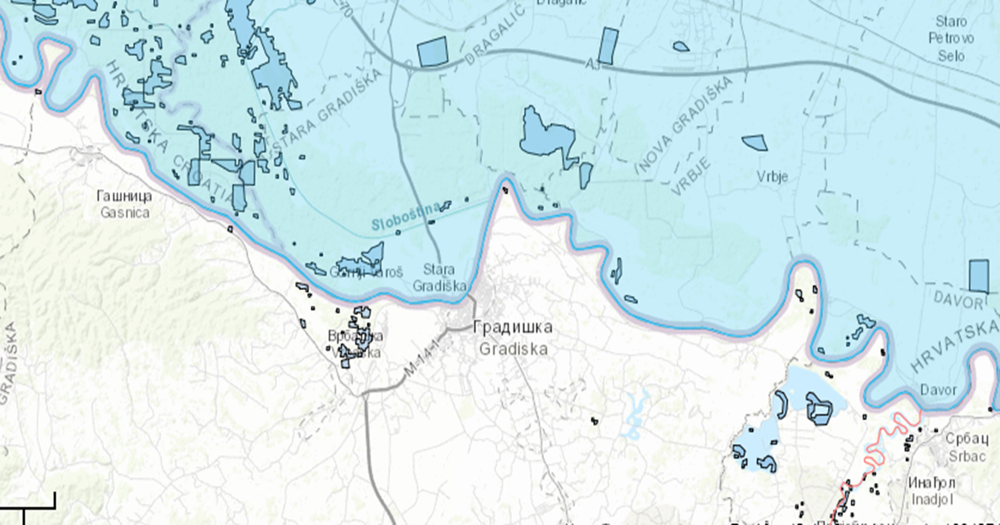 E-70
DRAGALIĆ
Staro
Petrovo
Selo
A3
HRVATSKA
CROATIA
STARA GRADIŠKA
NOVA GRADIŠKA
VRBJE
Vrbje
Гашница
Gasnica
Sloboština
Stara
Gradiška
DAVOR
HRVATSKA
Градишка
Gradiska
M-14-1
GRADIŠKA
Davor
Србац
Srbac
Инађол
Inadjol